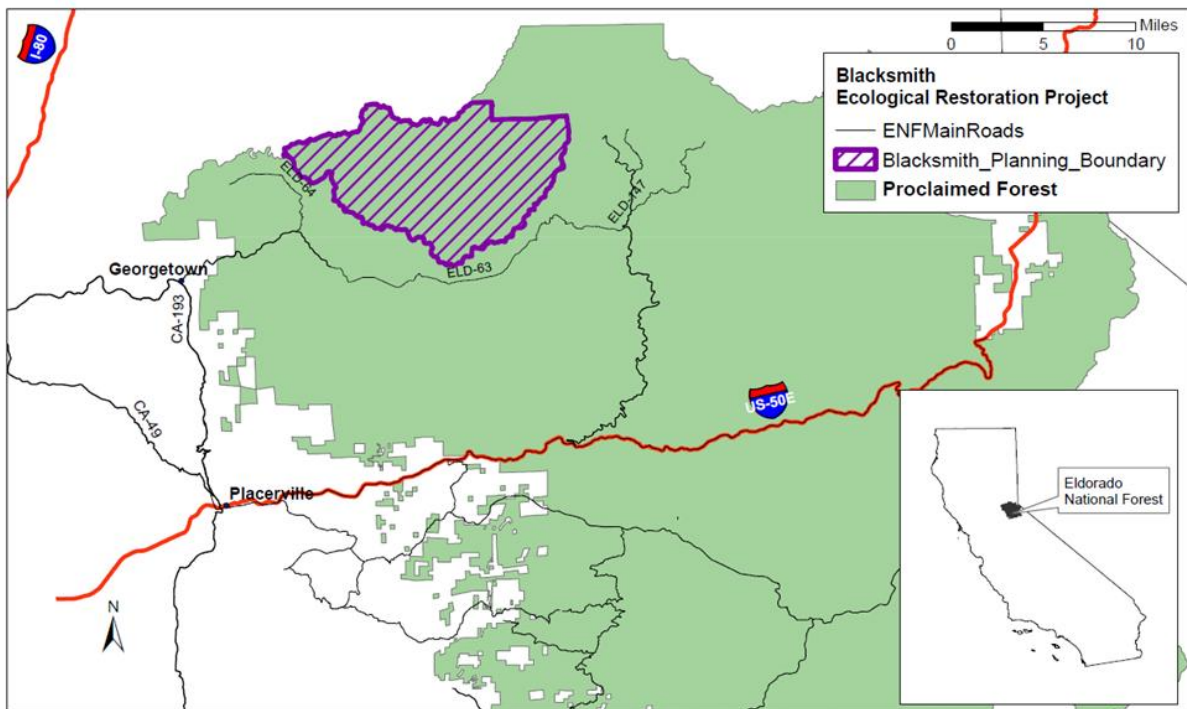 I-80
Miles
0 5 10
Blacksmith
Ecological Restoration Project
ENFMainRoads
Blacksmith_Planning_Boundary
Proclaimed Forest
ELD-64
ELD-147
ELD-63
Georgetown
CA-193
CA-49
US-50E
Placerville
N
Eldorado
National Forest